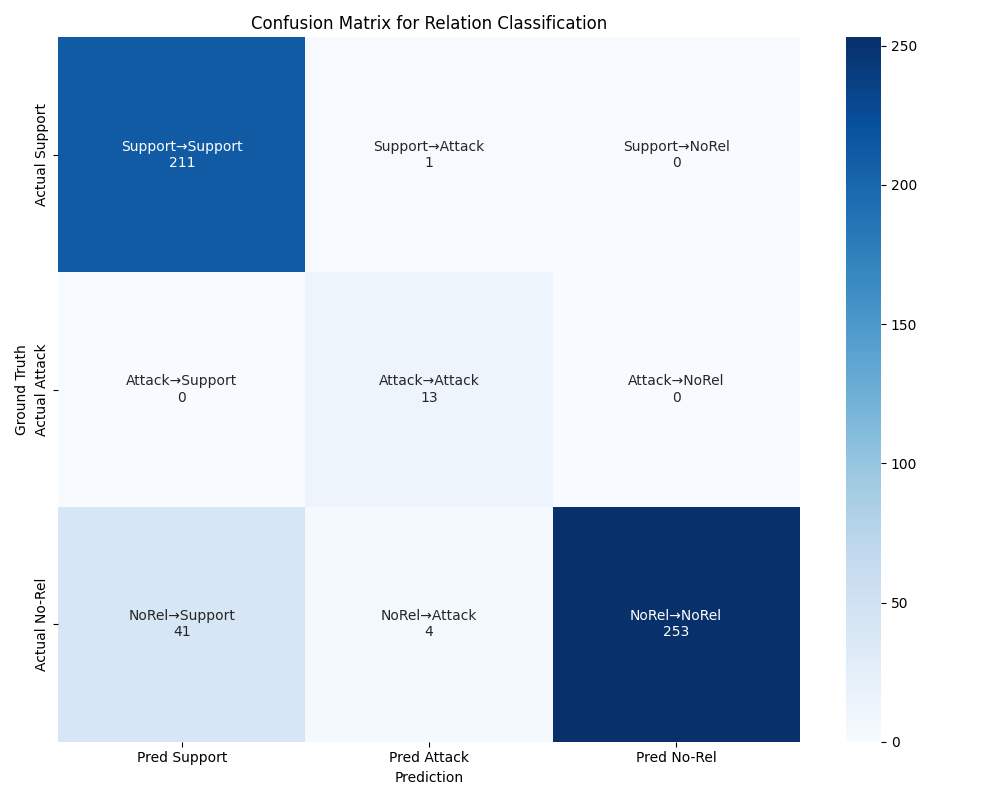 Confusion Matrix for Relation Classification
Support→Support
211
Support→Attack
1
Support→NoRel
0
Attack→Support
0
Attack→Attack
13
Attack→NoRel
0
NoRel→Support
41
NoRel→Attack
4
NoRel→NoRel
253
Ground Truth
Actual Support
Actual Attack
Actual No-Rel
Pred Support
Pred Attack
Pred No-Rel
Prediction
250
200
150
100
50
0